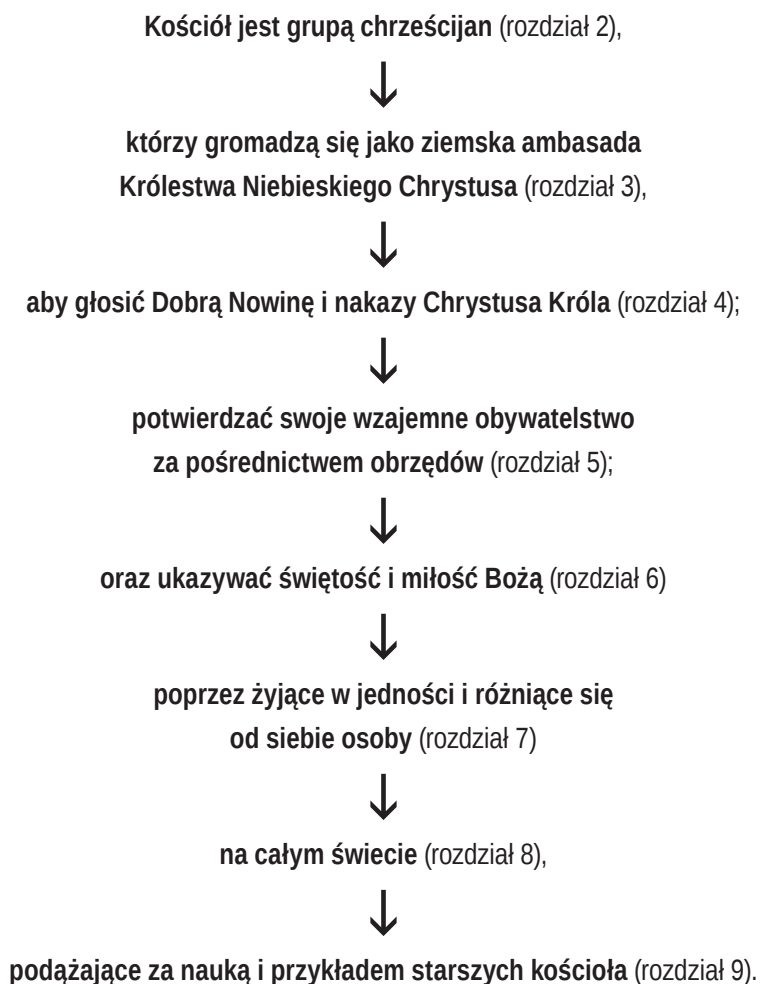 Kościół jest grupą chrześcijan (rozdział 2),
którzy gromadzą się jako ziemska ambasada
Królestwa Niebieskiego Chrystusa (rozdział 3),
aby głosić Dobrą Nowinę i nakazy Chrystusa Króla (rozdział 4);
potwierdzać swoje wzajemne obywatelstwo
za pośrednictwem obrzędów (rozdział 5);
oraz ukazywać świętość i miłość Bożą (rozdział 6)
poprzez żyjące w jedności i różniące się
od siebie osoby (rozdział 7)
na całym świecie (rozdział 8),
podążające za nauką i przykładem starszych kościoła (rozdział 9).